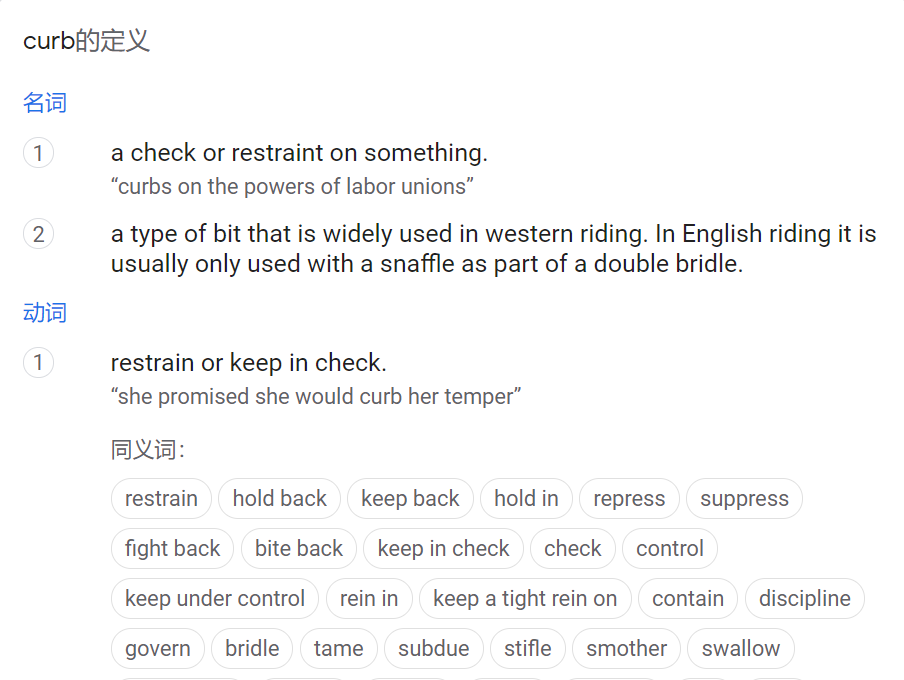 curb的定义
名词
1 a check or restraint on something.
“curbs on the powers of labor unions”
2 a type of bit that is widely used in western riding. In English riding it is
usually only used with a snaffle as part of a double bridle.
动词
1 restrain or keep in check.
“she promised she would curb her temper”
同义词：
restrain hold back keep back hold in repress suppress
fight back bite back keep in check check control
keep under control rein in keep a tight rein on contain discipline
govern bridle tame subdue stifle smother swallow